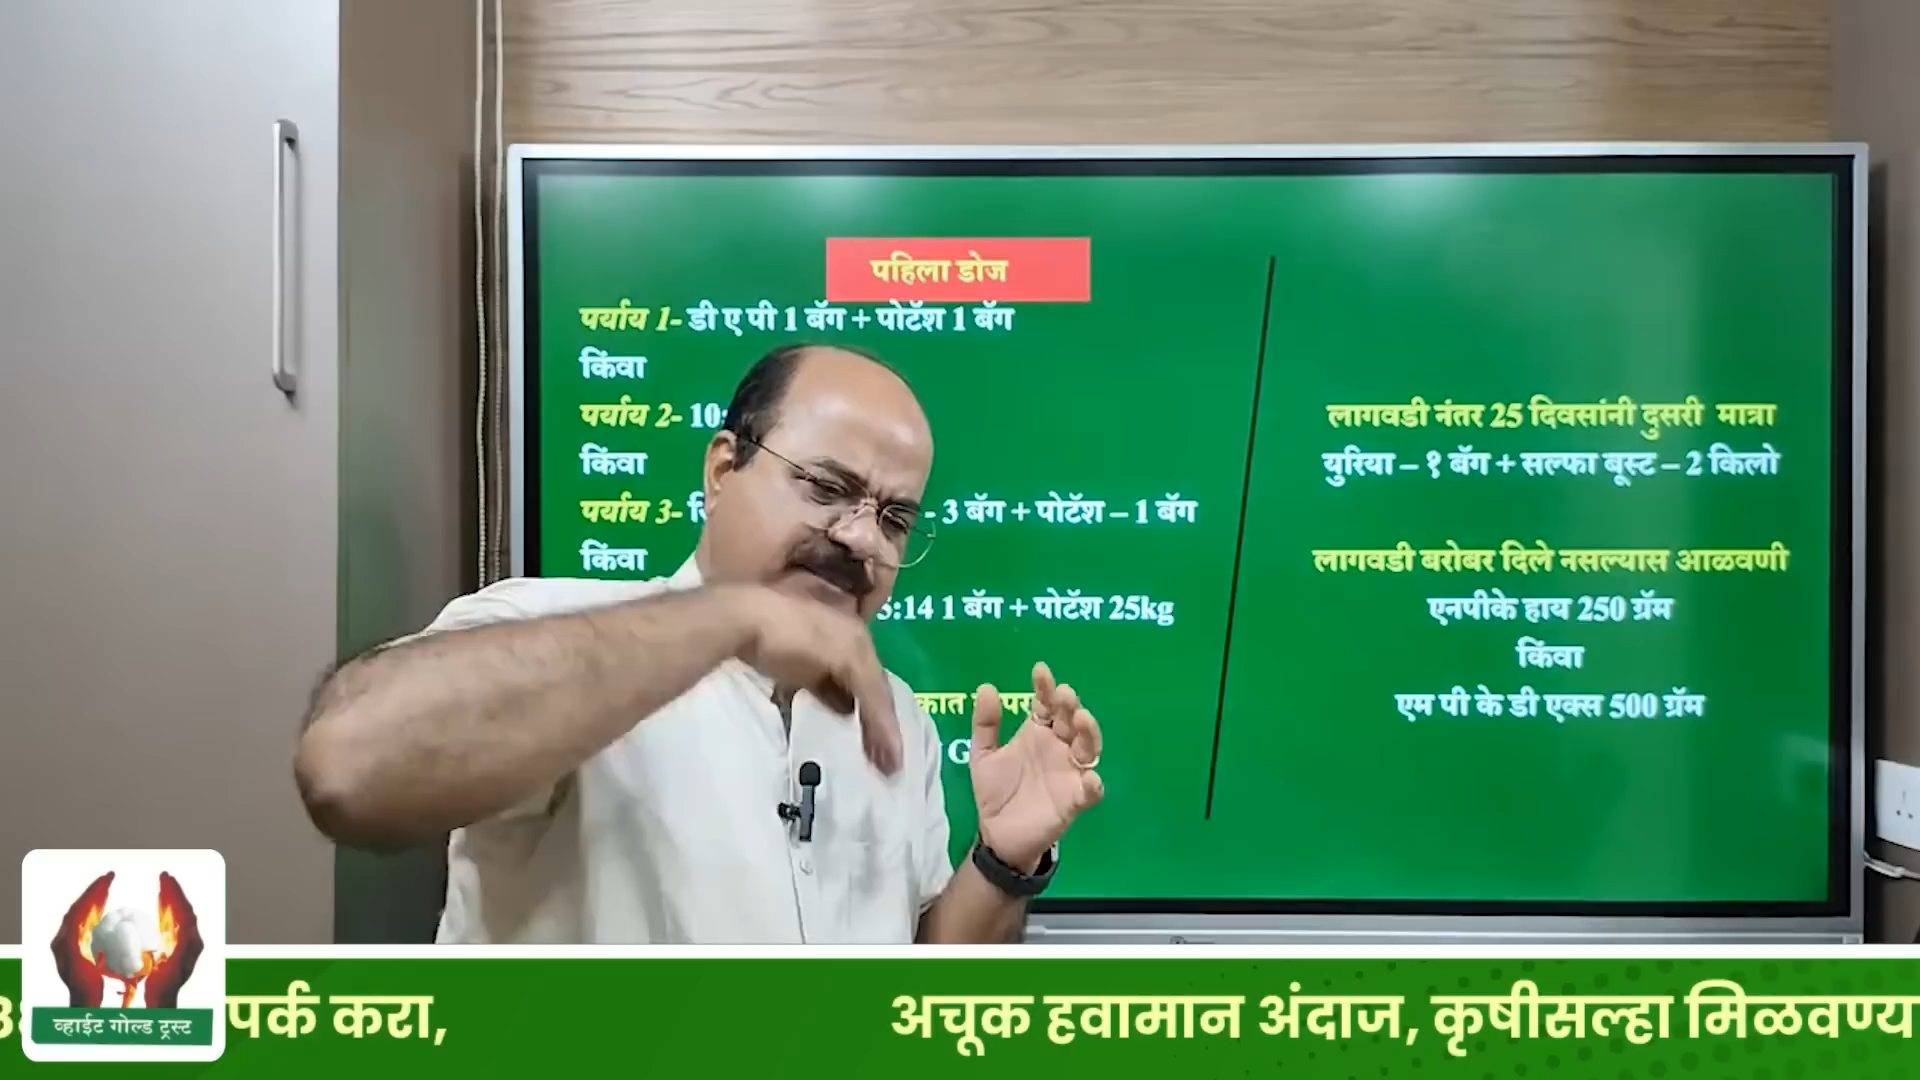 पहिला डोज
पर्याय 1- डी ए पी 1 बॅग + पोटॅश 1 बॅग
किंवा
पर्याय 2- 10:
किंवा
पर्याय 3- - 3 बॅग + पोटॅश – 1 बॅग
किंवा
:14 1 बॅग + पोटॅश 25kg
लागवडी नंतर 25 दिवसांनी दुसरी मात्रा
युरिया – १ बॅग + सल्फा बूस्ट – 2 किलो
लागवडी बरोबर दिले नसल्यास आळवणी
एनपीके हाय 250 ग्रॅम
किंवा
एम पी के डी एक्स 500 ग्रॅम
व्हाईट गोल्ड ट्रस्ट
पर्क करा, अचूक हवामान अंदाज, कृषीसल्हा मिळवण्य